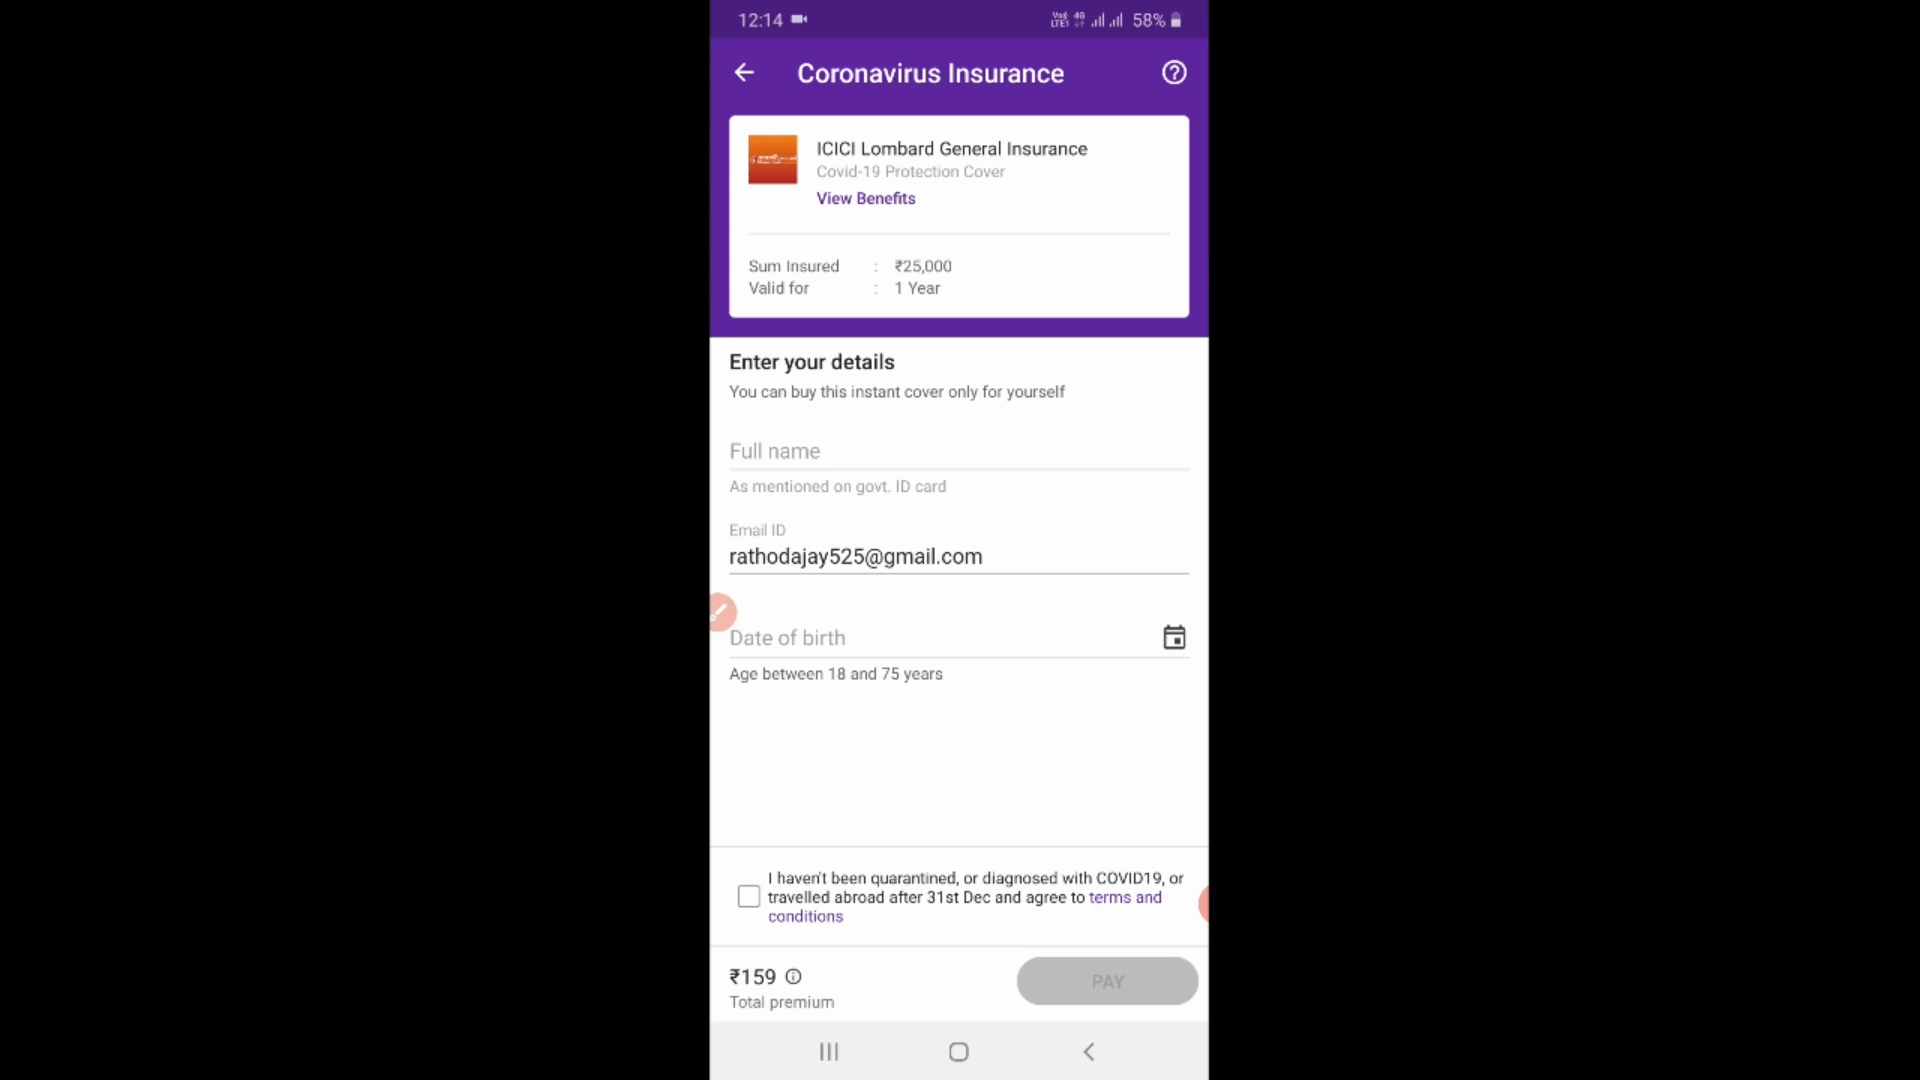 12:14
VoI 4G 58%
LTE1
Coronavirus Insurance
ICICI Lombard General Insurance
Covid-19 Protection Cover
View Benefits
Sum Insured : ₹25,000
Valid for : 1 Year
Enter your details
You can buy this instant cover only for yourself
Full name
As mentioned on govt. ID card
Email ID
rathodajay525@gmail.com
Date of birth
Age between 18 and 75 years
I haven't been quarantined, or diagnosed with COVID19, or
travelled abroad after 31st Dec and agree to terms and
conditions
₹159
Total premium
PAY